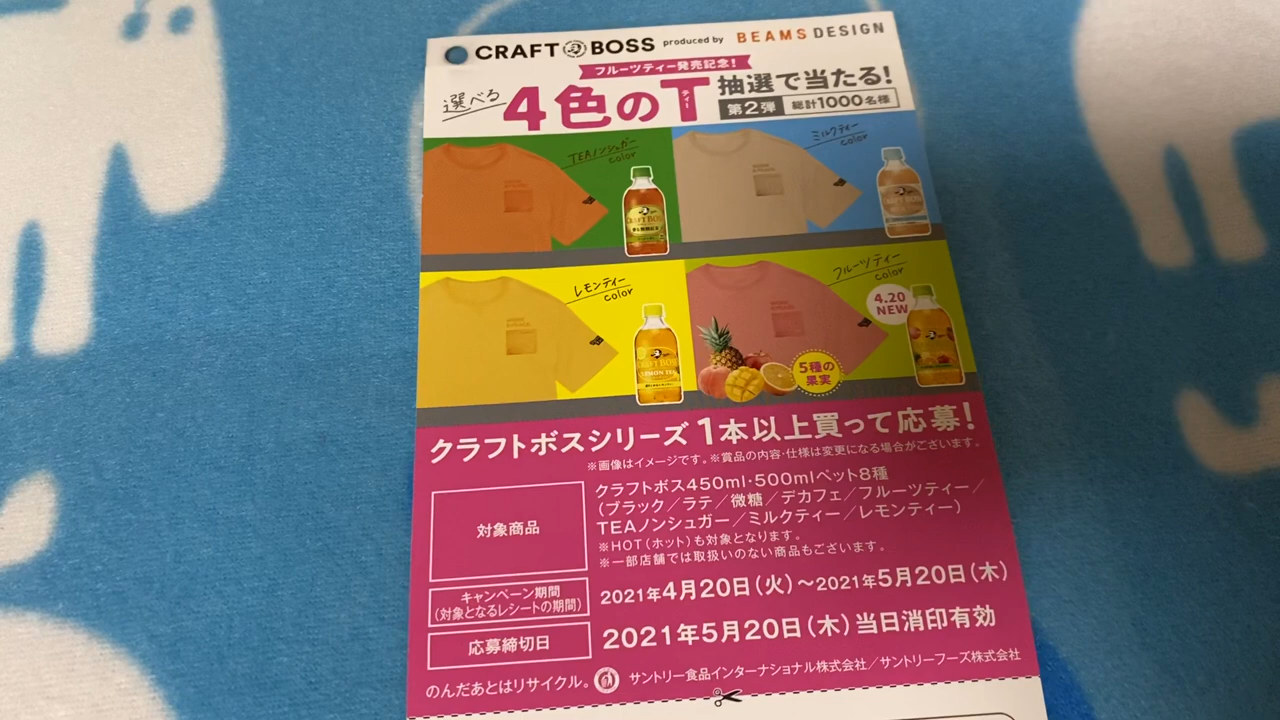 CRAFT BOSS produced by BEAMS DESIGN
フルーツティー発売記念!
選べる4色のT 抽選で当たる!
ティー
第2弾 総計1000名様
TEAノンシュガー
color
ミルクティー
color
CRAFT BOSS
レモンティー
color
フルーツティー
color
4.20
NEW
LEMON TEA
5種の
果実
クラフトボスシリーズ1本以上買って応募!
※画像はイメージです。※賞品の内容・仕様は変更になる場合がございます。
対象商品
クラフトボス450ml・500mlペット8種
(ブラック/ラテ/微糖/デカフェ/フルーツティー/
TEAノンシュガー/ミルクティー/レモンティー)
※HOT(ホット)も対象となります。
※一部店舗では取扱いのない商品もございます。
キャンペーン期間
(対象となるレシートの期間)
2021年4月20日(火)〜2021年5月20日(木)
応募締切日
2021年5月20日(木)当日消印有効
のんだあとはリサイクル。 サントリー食品インターナショナル株式会社/サントリーフーズ株式会社